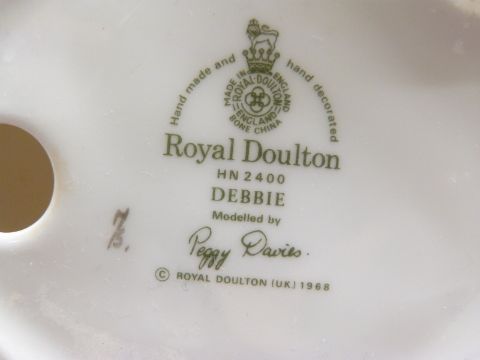 Hand made and hand decorated
MADE IN ENGLAND
ROYAL·DOULTON
ENGLAND
BONE CHINA
Royal Doulton
HN 2400
DEBBIE
Modelled by
Peggy Davies.
© ROYAL DOULTON (UK) 1968